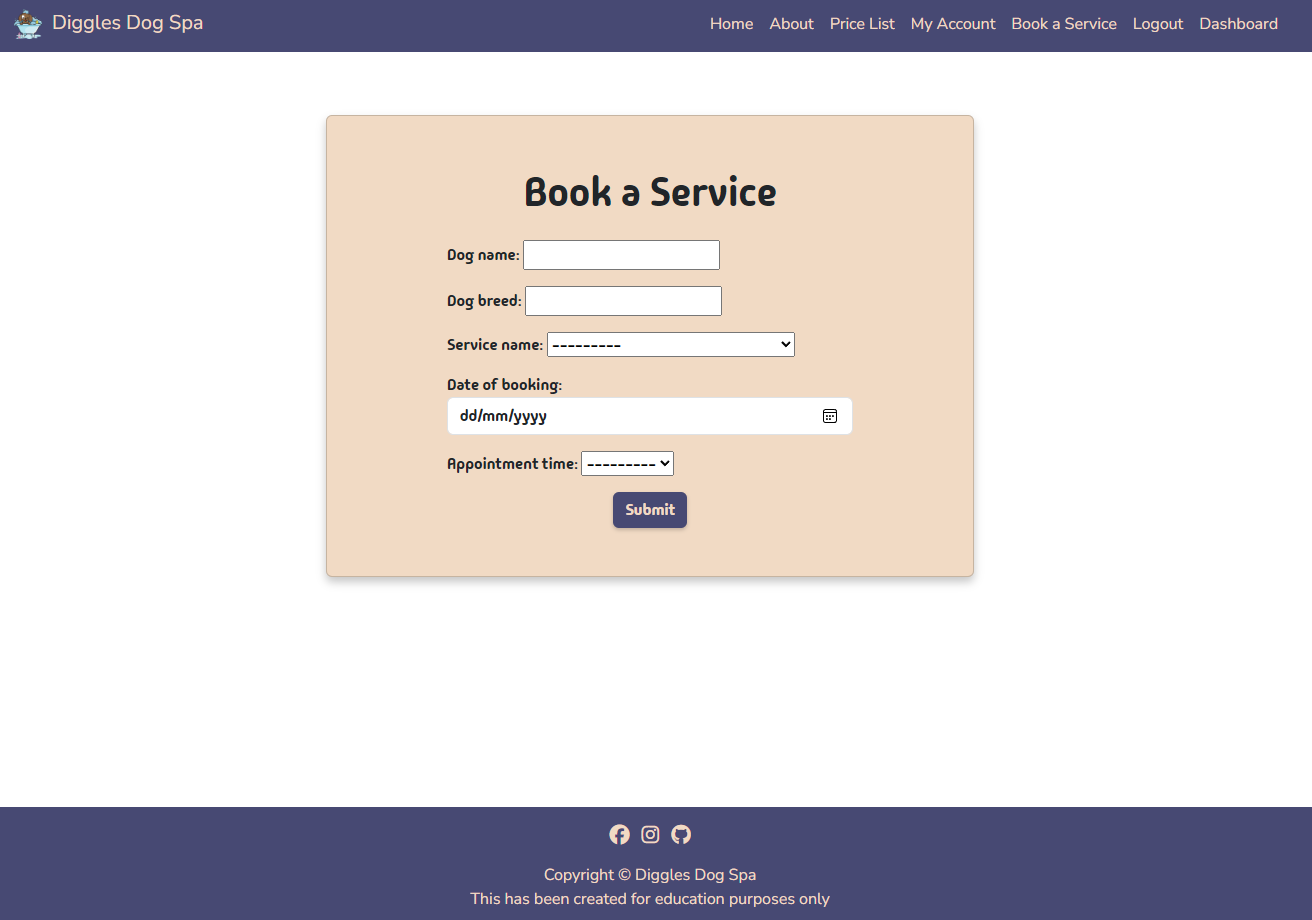 Diggles Dog Spa
Home About Price List My Account Book a Service Logout Dashboard
Book a Service
Dog name:
Dog breed:
Service name: ---------
Date of booking:
dd/mm/yyyy
Appointment time: ---------
Submit
Copyright © Diggles Dog Spa
This has been created for education purposes only